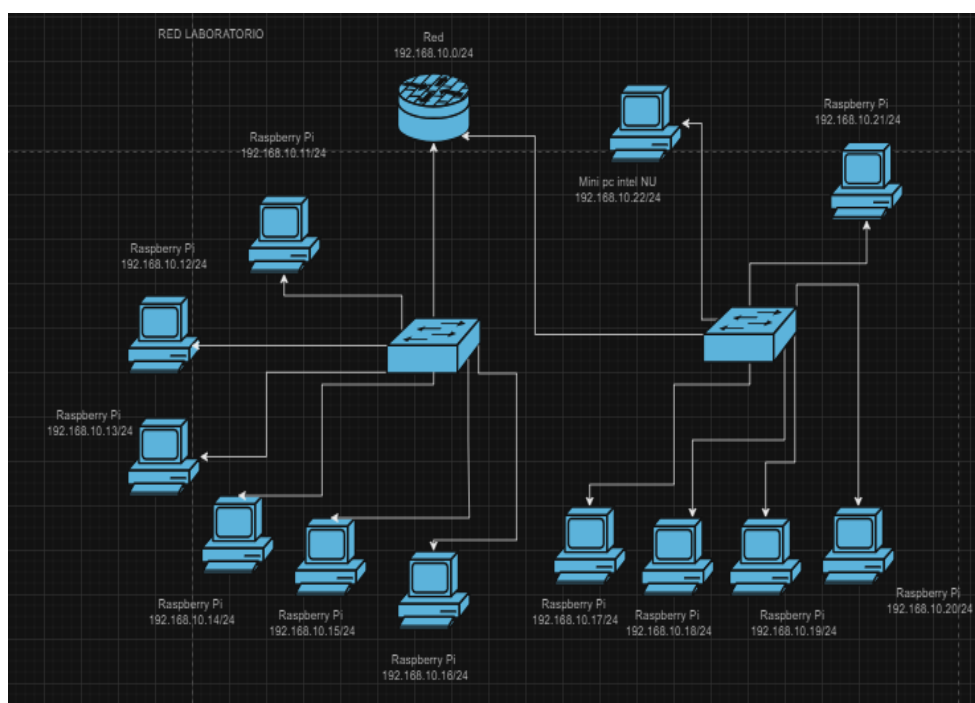 RED LABORATORIO
Red
192.168.10.0/24
Raspberry Pi
192.168.10.11/24
Raspberry Pi
192.168.10.12/24
Raspberry Pi
192.168.10.13/24
Raspberry Pi
192.168.10.14/24
Raspberry Pi
192.168.10.15/24
Raspberry Pi
192.168.10.16/24
Mini pc intel NU
192.168.10.22/24
Raspberry Pi
192.168.10.21/24
Raspberry Pi
192.168.10.17/24
Raspberry Pi
192.168.10.18/24
Raspberry Pi
192.168.10.19/24
Raspberry Pi
192.168.10.20/24